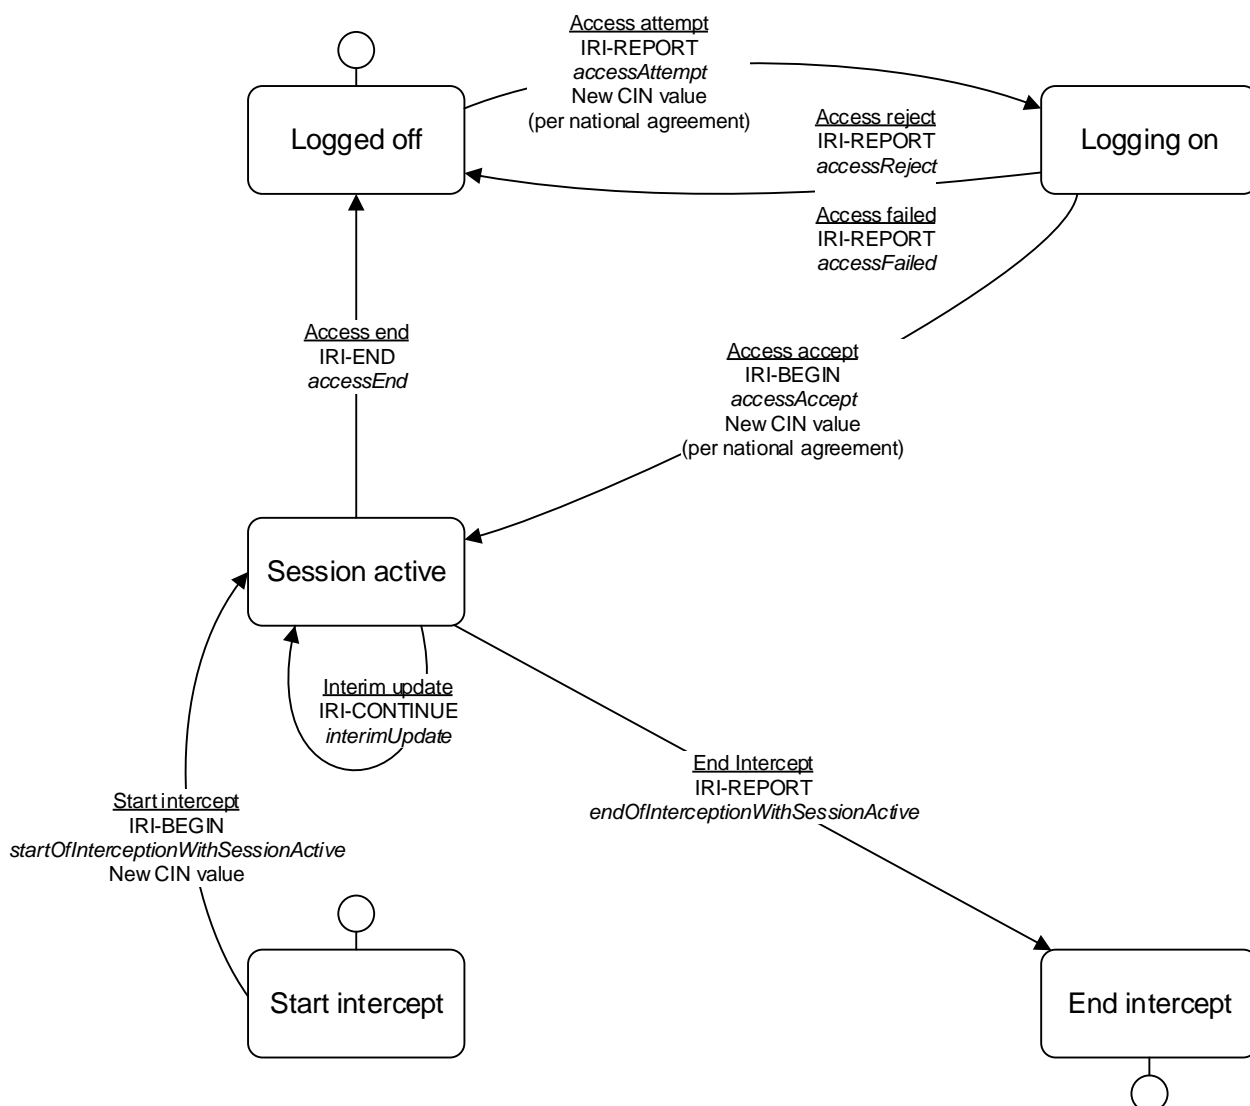 Access attempt
IRI-REPORT
accessAttempt
New CIN value
(per national agreement)
Logged off
Logging on
Access reject
IRI-REPORT
accessReject
Access failed
IRI-REPORT
accessFailed
Access end
IRI-END
accessEnd
Access accept
IRI-BEGIN
accessAccept
New CIN value
(per national agreement)
Session active
Interim update
IRI-CONTINUE
interimUpdate
End Intercept
IRI-REPORT
endOfInterceptionWithSessionActive
Start intercept
IRI-BEGIN
startOfInterceptionWithSessionActive
New CIN value
Start intercept
End intercept